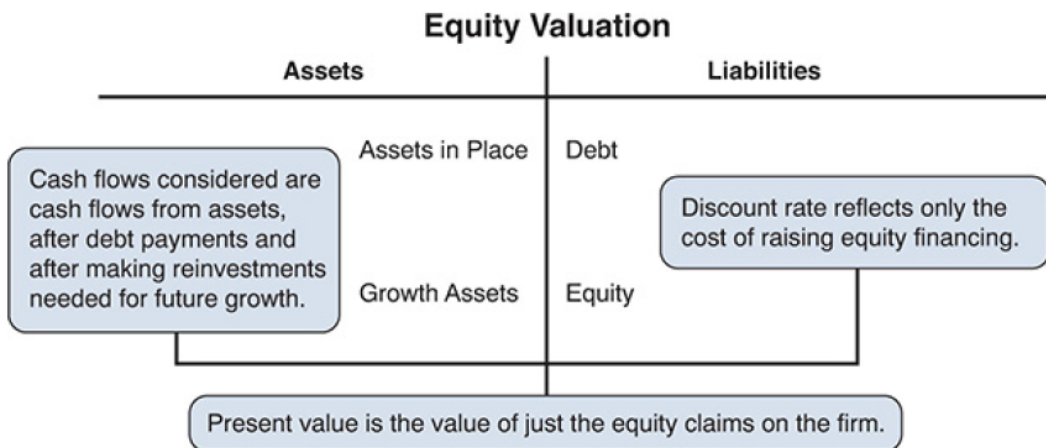 Equity Valuation
Assets
Liabilities
Assets in Place
Debt
Cash flows considered are
cash flows from assets,
after debt payments and
after making reinvestments
needed for future growth.
Discount rate reflects only the
cost of raising equity financing.
Growth Assets
Equity
Present value is the value of just the equity claims on the firm.